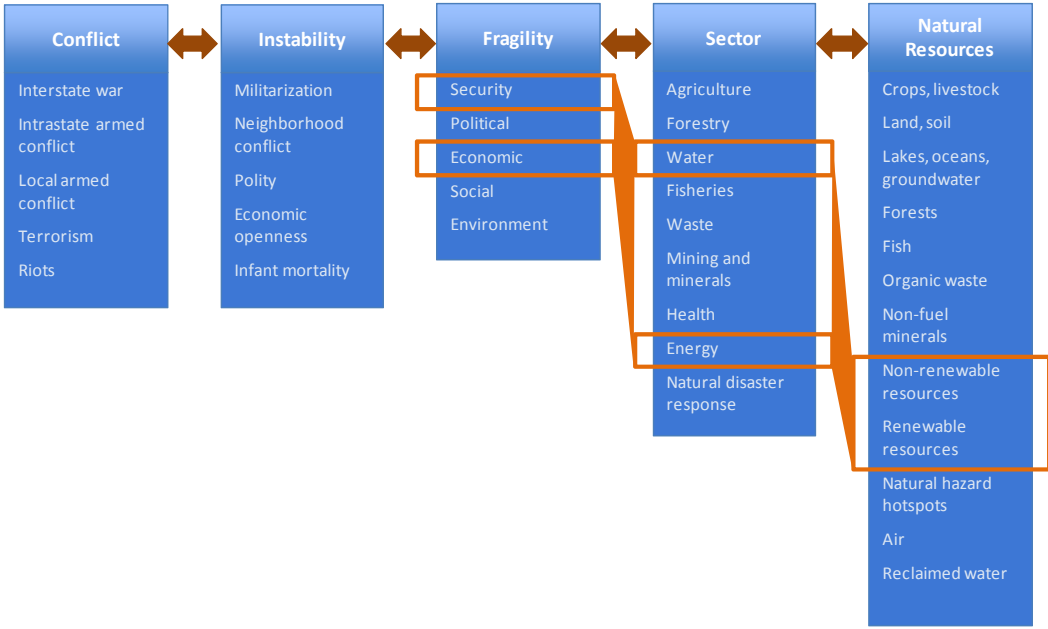 Conflict
Interstate war
Intrastate armed
conflict
Local armed
conflict
Terrorism
Riots
Instability
Militarization
Neighborhood
conflict
Polity
Economic
openness
Infant mortality
Fragility
Security
Political
Economic
Social
Environment
Sector
Agriculture
Forestry
Water
Fisheries
Waste
Mining and
minerals
Health
Energy
Natural disaster
response
Natural
Resources
Crops, livestock
Land, soil
Lakes, oceans,
groundwater
Forests
Fish
Organic waste
Non-fuel
minerals
Non-renewable
resources
Renewable
resources
Natural hazard
hotspots
Air
Reclaimed water